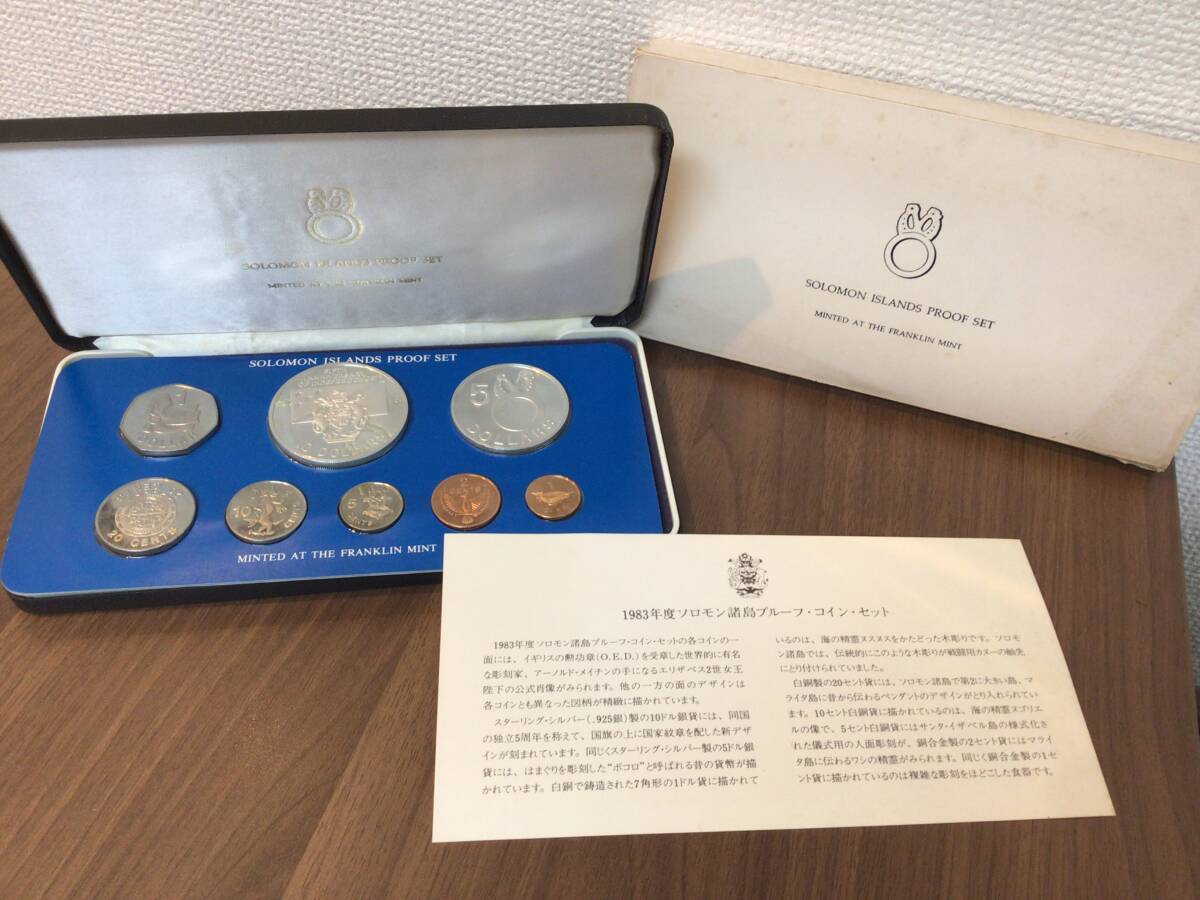 SOLOMON ISLANDS PROOF SET
MINTED AT THE FRANKLIN MINT
SOLOMON ISLANDS PROOF SET
MINTED AT THE FRANKLIN MINT
SOLOMON ISLANDS PROOF SET
1
DOLLAR
10 DOLLARS
5
DOLLARS
20 CENTS
10
CENTS
5
CENTS
2
CENTS
1
MINTED AT THE FRANKLIN MINT
1983年度ソロモン諸島プルーフ・コイン・セット
1983年度ソロモン諸島プルーフ・コイン・セットの各コインの一
面には、イギリスの勲功章(O.E.D.)を受章した世界的に有名
な彫刻家、アーノルド・メイチンの手になるエリザベス2世女王
陛下の公式肖像がみられます。他の一方の面のデザインは
各コインとも異なった図柄が精緻に描かれています。
スターリング・シルバー(.925銀)製の10ドル銀貨には、同国
の独立5周年を称えて、国旗の上に国家紋章を配した新デザ
インが刻まれています。同じくスターリング・シルバー製の5ドル銀
貨には、はまぐりを彫刻した"ボコロ"と呼ばれる昔の貨幣が描
かれています。白銅で鋳造された7角形の1ドル貨に描かれて
いるのは、海の精霊ヌスヌスをかたどった木彫りです。ソロモ
ン諸島では、伝統的にこのような木彫りが戦闘用カヌーの舳先
にとり付けられていました。
白銅製の20セント貨には、ソロモン諸島で第2に大きい島、マ
ライタ島に昔から伝わるペンダントのデザインがとり入れられてい
ます。10セント白銅貨に描かれているのは、海の精霊ヌゴリエ
ルの像で、5セント白銅貨にはサンタ・イザベル島の様式化さ
れた儀式用の人面彫刻が、銅合金製の2セント貨にはマライ
タ島に伝わるワシの精霊がみられます。同じく銅合金製の1セ
ント貨に描かれているのは複雑な彫刻をほどこした食器です。